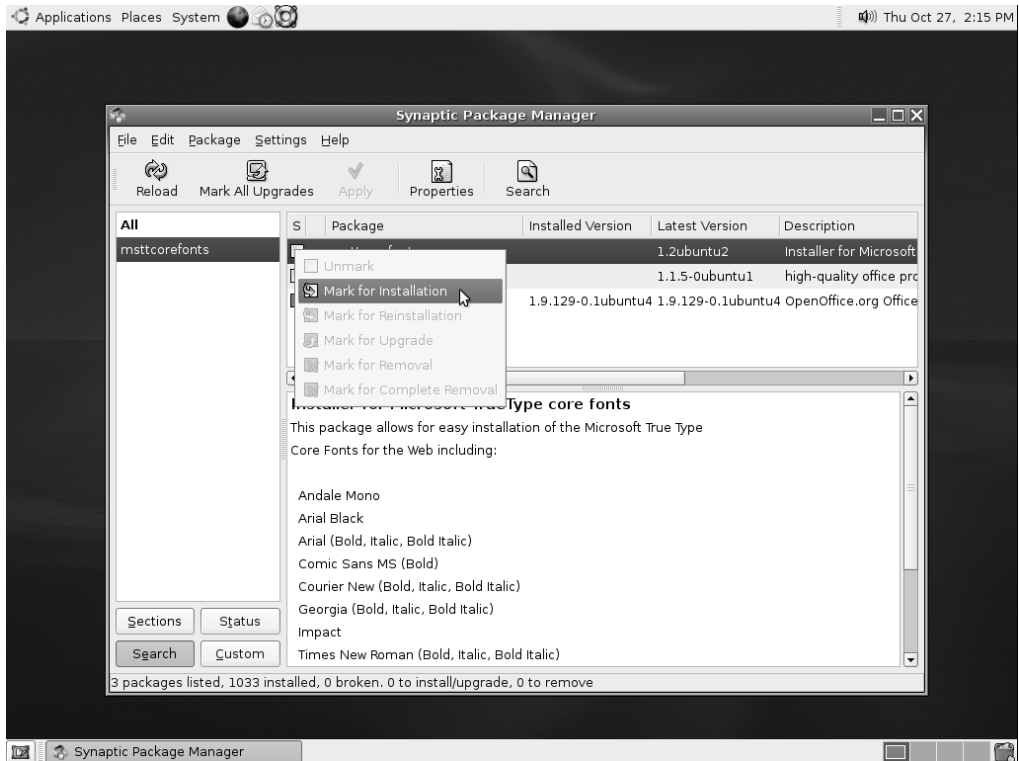 Applications Places System
Thu Oct 27, 2:15 PM
Synaptic Package Manager
File Edit Package Settings Help
Reload Mark All Upgrades Apply Properties Search
All
msttcorefonts
S Package Installed Version Latest Version Description
1.2ubuntu2 Installer for Microsoft
1.1.5-0ubuntu1 high-quality office pro
1.9.129-0.1ubuntu4 1.9.129-0.1ubuntu4 OpenOffice.org Office
Unmark
Mark for Installation
Mark for Reinstallation
Mark for Upgrade
Mark for Removal
Mark for Complete Removal
Installer for Microsoft TrueType core fonts
This package allows for easy installation of the Microsoft True Type
Core Fonts for the Web including:
Andale Mono
Arial Black
Arial (Bold, Italic, Bold Italic)
Comic Sans MS (Bold)
Courier New (Bold, Italic, Bold Italic)
Georgia (Bold, Italic, Bold Italic)
Impact
Times New Roman (Bold, Italic, Bold Italic)
Sections Status
Search Custom
3 packages listed, 1033 installed, 0 broken. 0 to install/upgrade, 0 to remove
Synaptic Package Manager